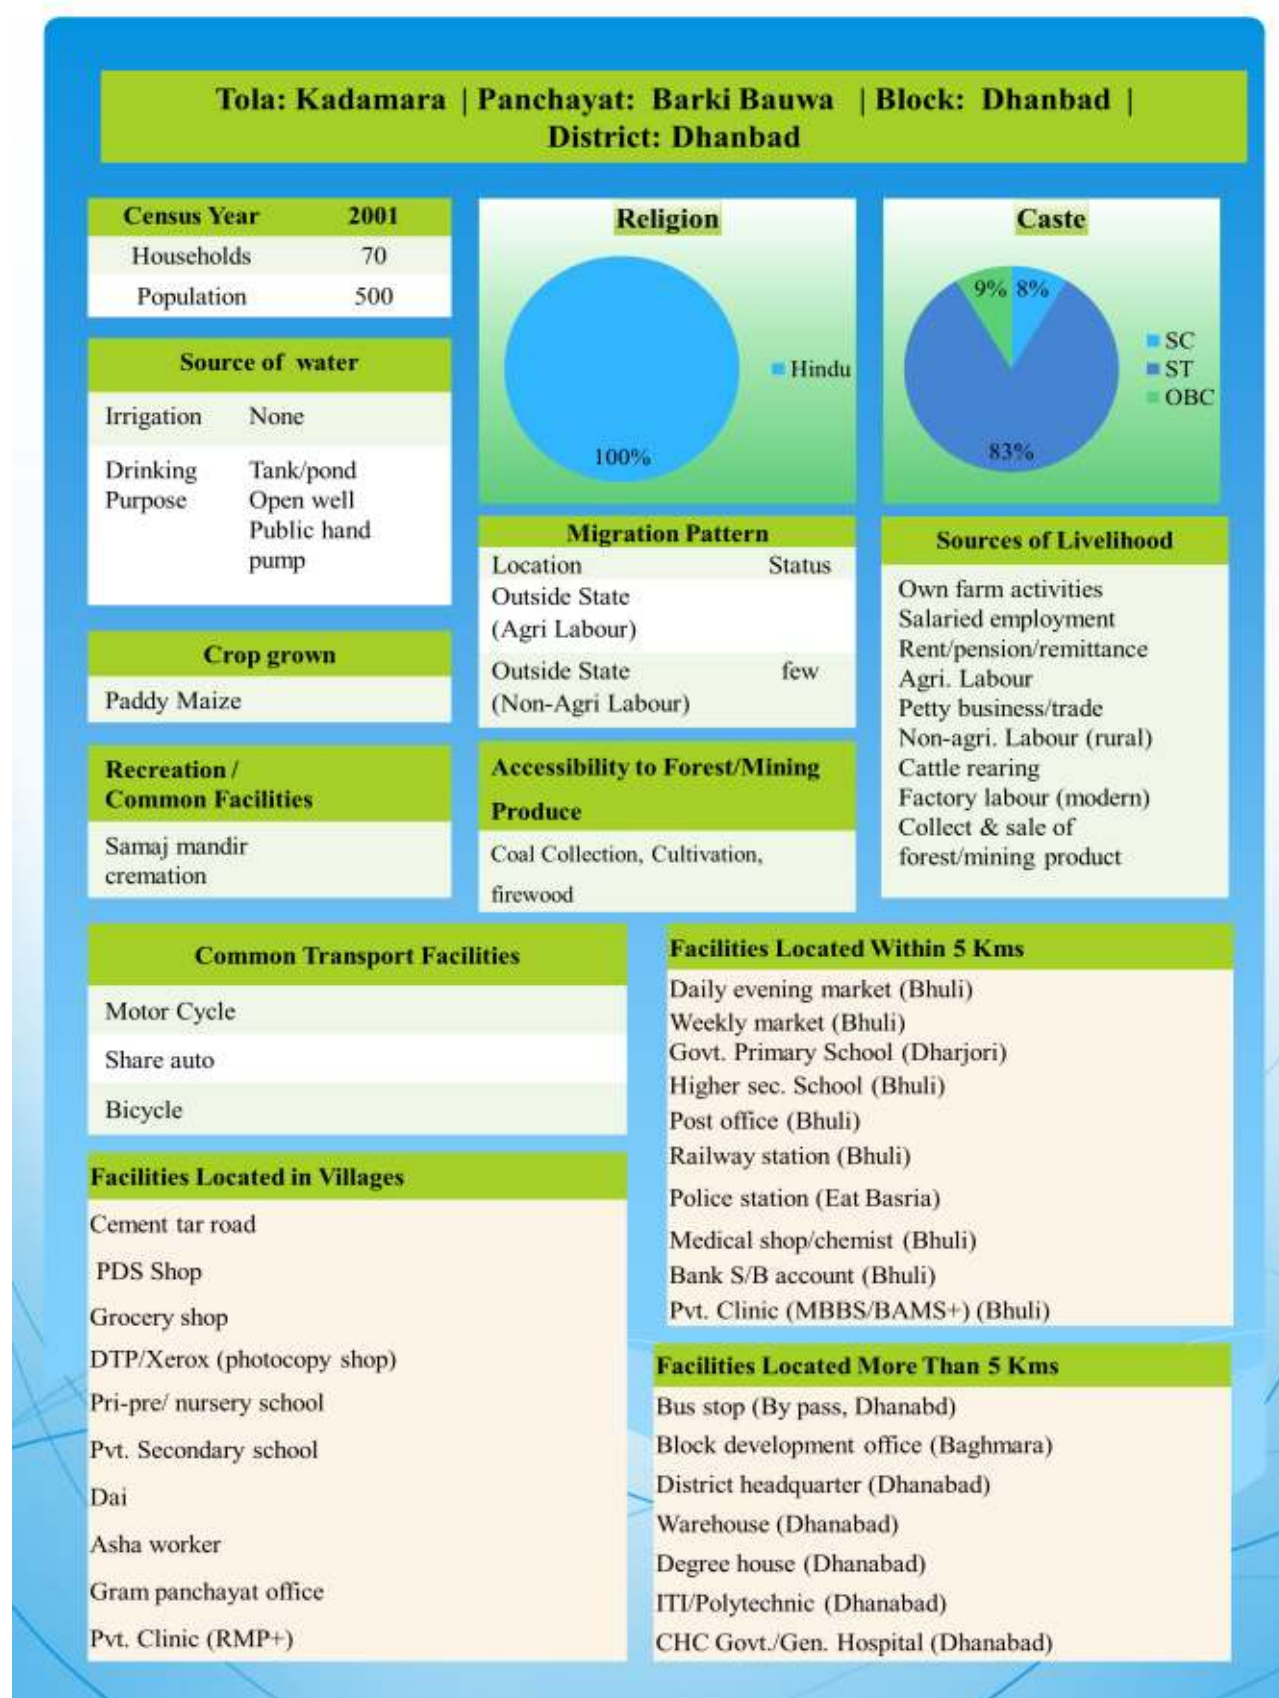 Tola: Kadamara | Panchayat: Barki Bauwa | Block: Dhanbad |
District: Dhanbad
Census Year 2001
Households 70
Population 500
Source of water
Irrigation None
Drinking Tank/pond
Purpose Open well
Public hand
pump
Crop grown
Paddy Maize
Recreation /
Common Facilities
Samaj mandir
cremation
Religion
Hindu
100%
Migration Pattern
Location Status
Outside State
(Agri Labour)
Outside State few
(Non-Agri Labour)
Accessibility to Forest/Mining
Produce
Coal Collection, Cultivation,
firewood
Caste
9% 8%
SC
ST
OBC
83%
Sources of Livelihood
Own farm activities
Salaried employment
Rent/pension/remittance
Agri. Labour
Petty business/trade
Non-agri. Labour (rural)
Cattle rearing
Factory labour (modern)
Collect & sale of
forest/mining product
Common Transport Facilities
Motor Cycle
Share auto
Bicycle
Facilities Located in Villages
Cement tar road
PDS Shop
Grocery shop
DTP/Xerox (photocopy shop)
Pri-pre/ nursery school
Pvt. Secondary school
Dai
Asha worker
Gram panchayat office
Pvt. Clinic (RMP+)
Facilities Located Within 5 Kms
Daily evening market (Bhuli)
Weekly market (Bhuli)
Govt. Primary School (Dharjori)
Higher sec. School (Bhuli)
Post office (Bhuli)
Railway station (Bhuli)
Police station (Eat Basria)
Medical shop/chemist (Bhuli)
Bank S/B account (Bhuli)
Pvt. Clinic (MBBS/BAMS+) (Bhuli)
Facilities Located More Than 5 Kms
Bus stop (By pass, Dhanabd)
Block development office (Baghmara)
District headquarter (Dhanabad)
Warehouse (Dhanabad)
Degree house (Dhanabad)
ITI/Polytechnic (Dhanabad)
CHC Govt./Gen. Hospital (Dhanabad)